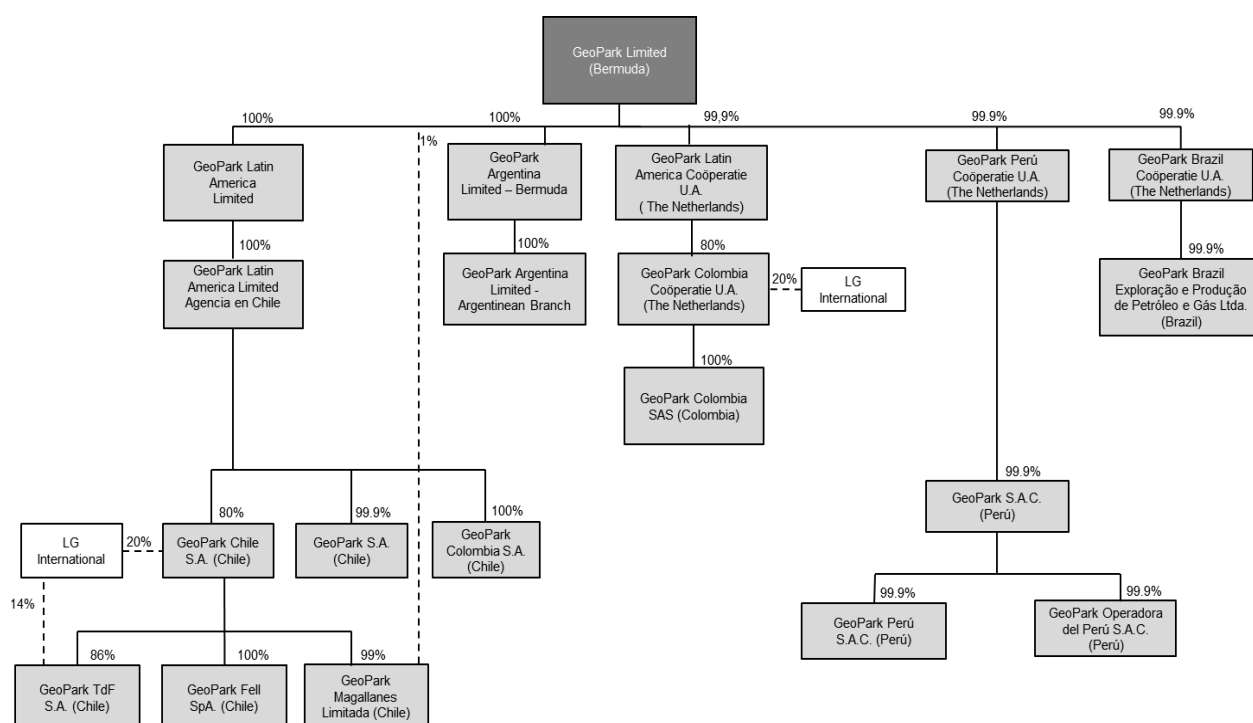 GeoPark Limited
(Bermuda)
100%
100%
99,9%
99.9%
99.9%
1%
GeoPark Latin
America
Limited
GeoPark
Argentina
Limited – Bermuda
GeoPark Latin
America Coöperatie
U.A.
( The Netherlands)
GeoPark Perú
Coöperatie U.A.
(The Netherlands)
GeoPark Brazil
Coöperatie U.A.
(The Netherlands)
100%
100%
80%
99.9%
GeoPark Latin
America Limited
Agencia en Chile
GeoPark Argentina
Limited -
Argentinean Branch
GeoPark Colombia
Coöperatie U.A.
(The Netherlands)
20%
LG
International
GeoPark Brazil
Exploração e Produção
de Petróleo e Gás Ltda.
(Brazil)
100%
GeoPark Colombia
SAS (Colombia)
99.9%
GeoPark S.A.C.
(Perú)
80%
99.9%
100%
LG
International
20%
GeoPark Chile
S.A. (Chile)
GeoPark S.A.
(Chile)
GeoPark
Colombia S.A.
(Chile)
99.9%
99.9%
GeoPark Perú
S.A.C. (Perú)
GeoPark Operadora
del Perú S.A.C.
(Perú)
14%
86%
100%
99%
GeoPark TdF
S.A. (Chile)
GeoPark Fell
SpA. (Chile)
GeoPark
Magallanes
Limitada (Chile)